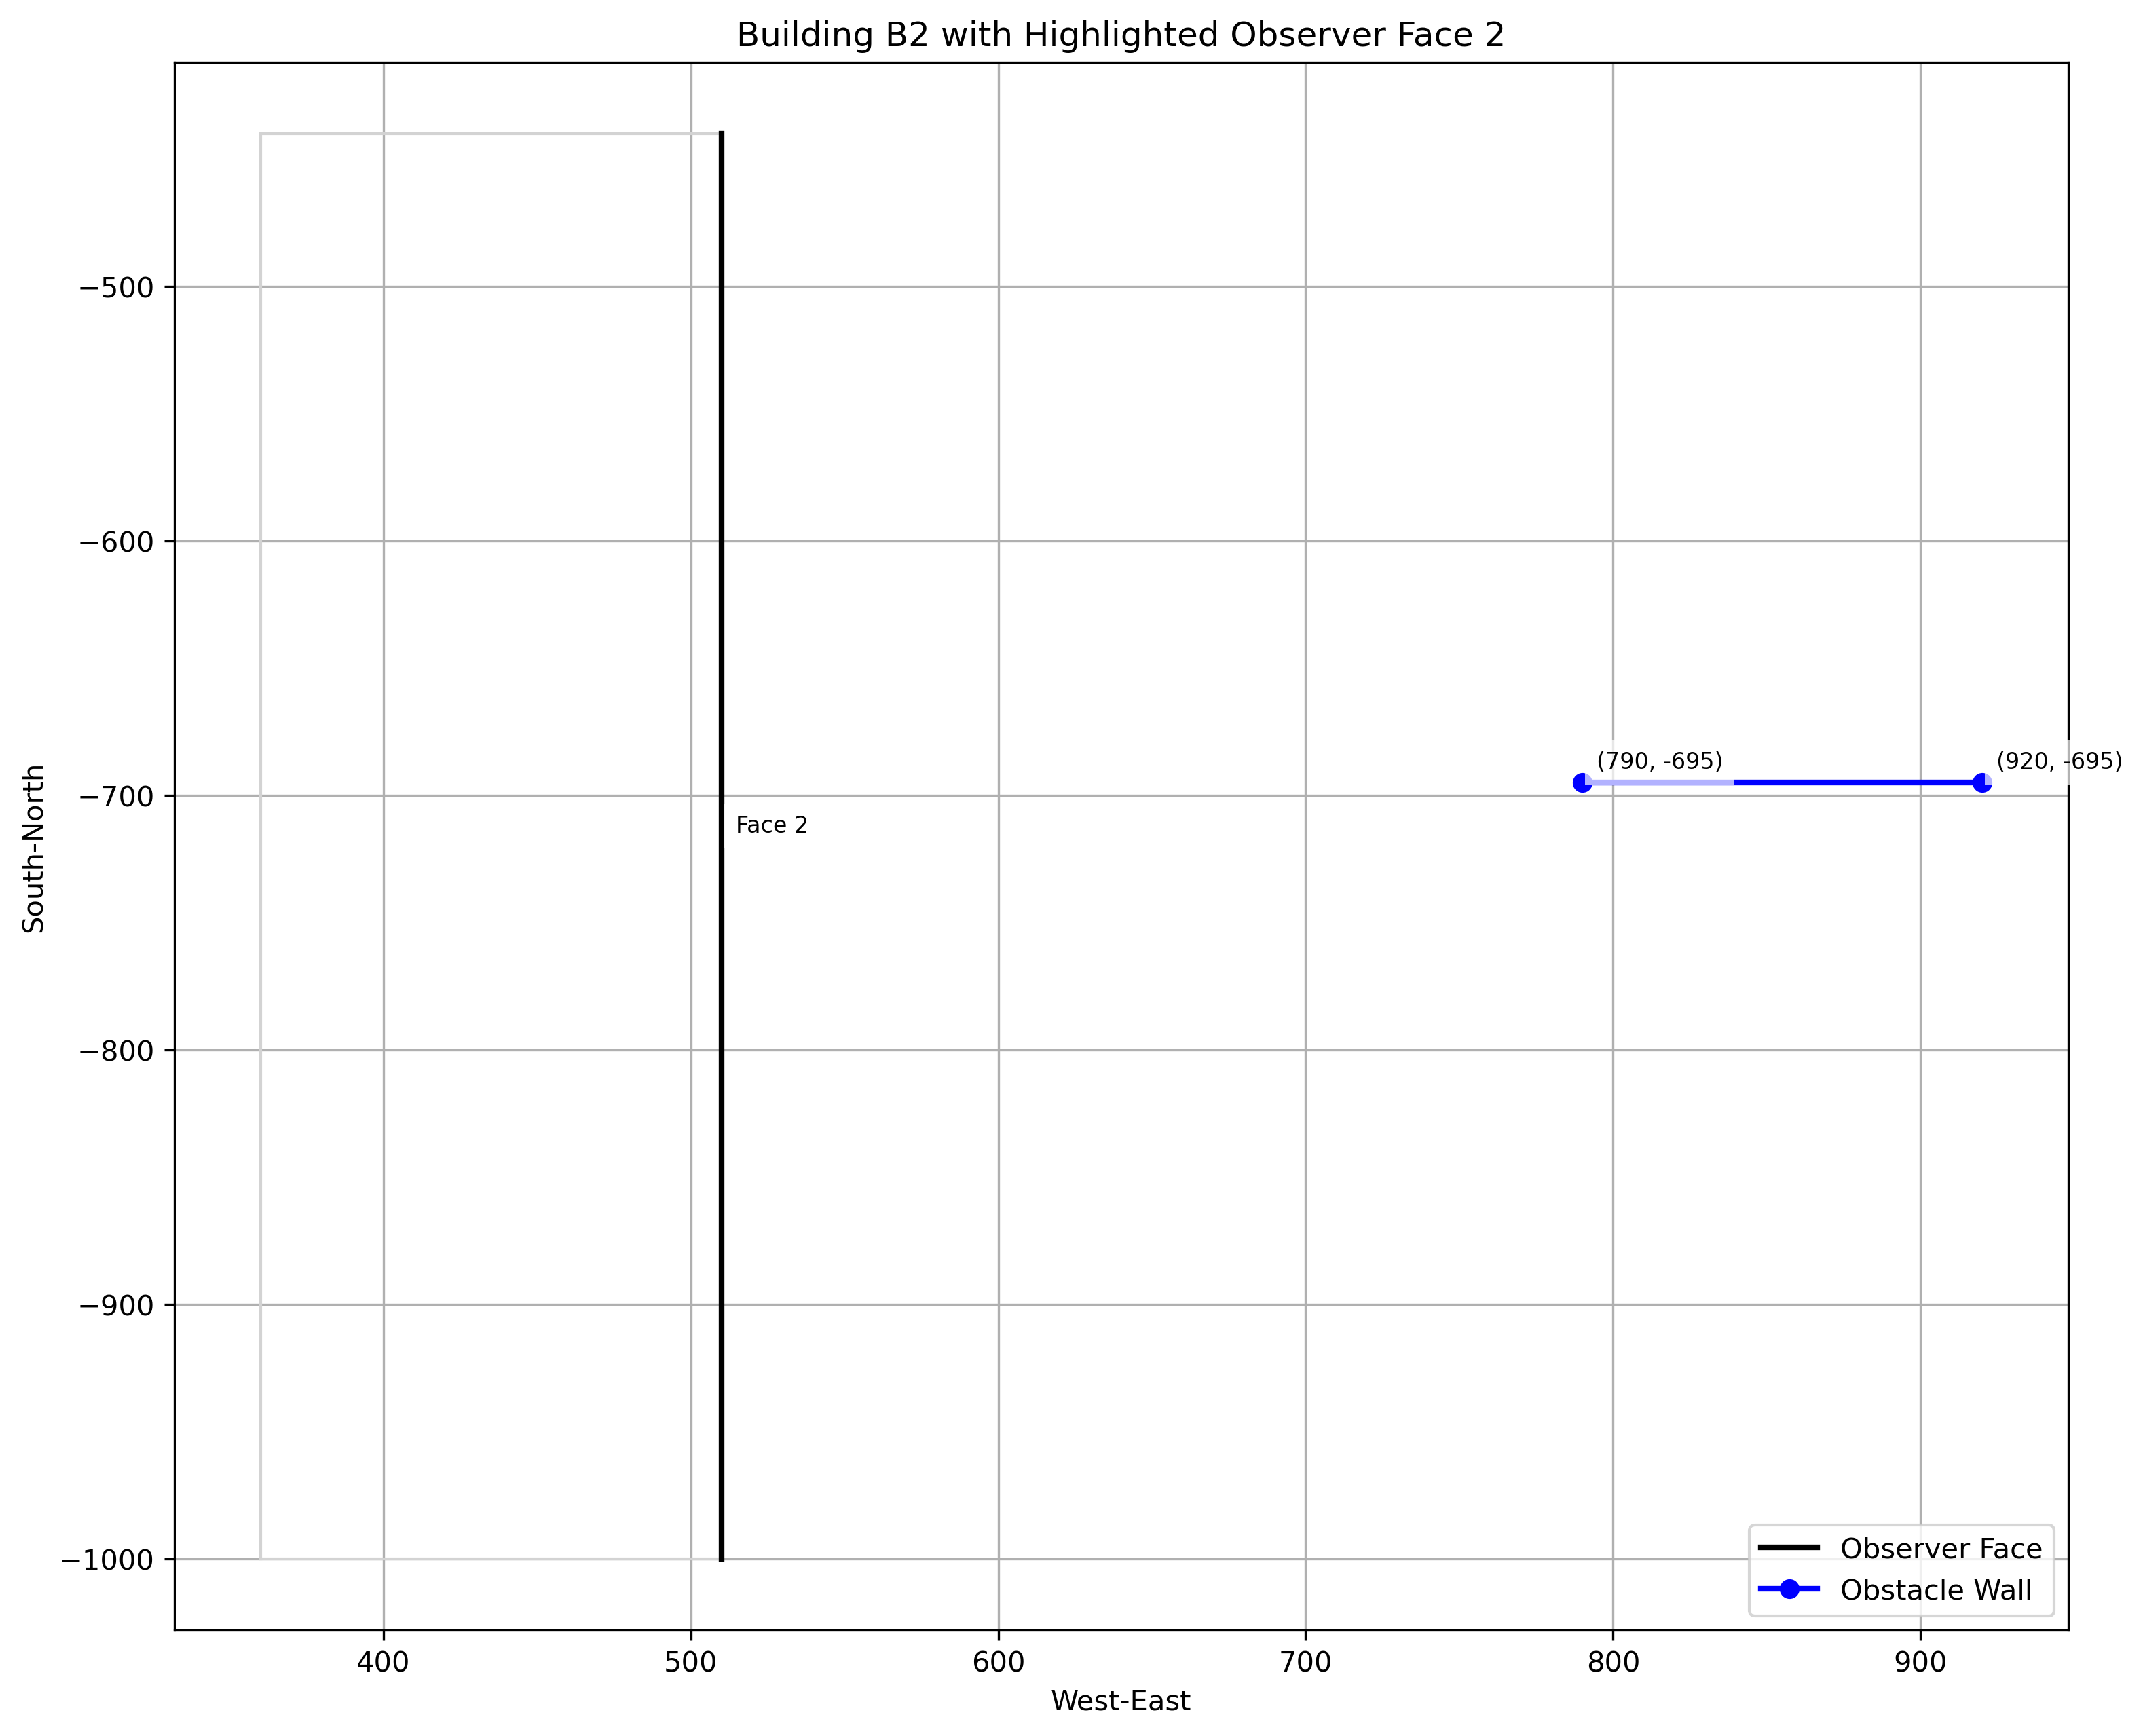 Building B2 with Highlighted Observer Face 2
South-North
−500
−600
−700
−800
−900
−1000
(790, -695)
(920, -695)
Face 2
Observer Face
Obstacle Wall
400
500
600
700
800
900
West-East